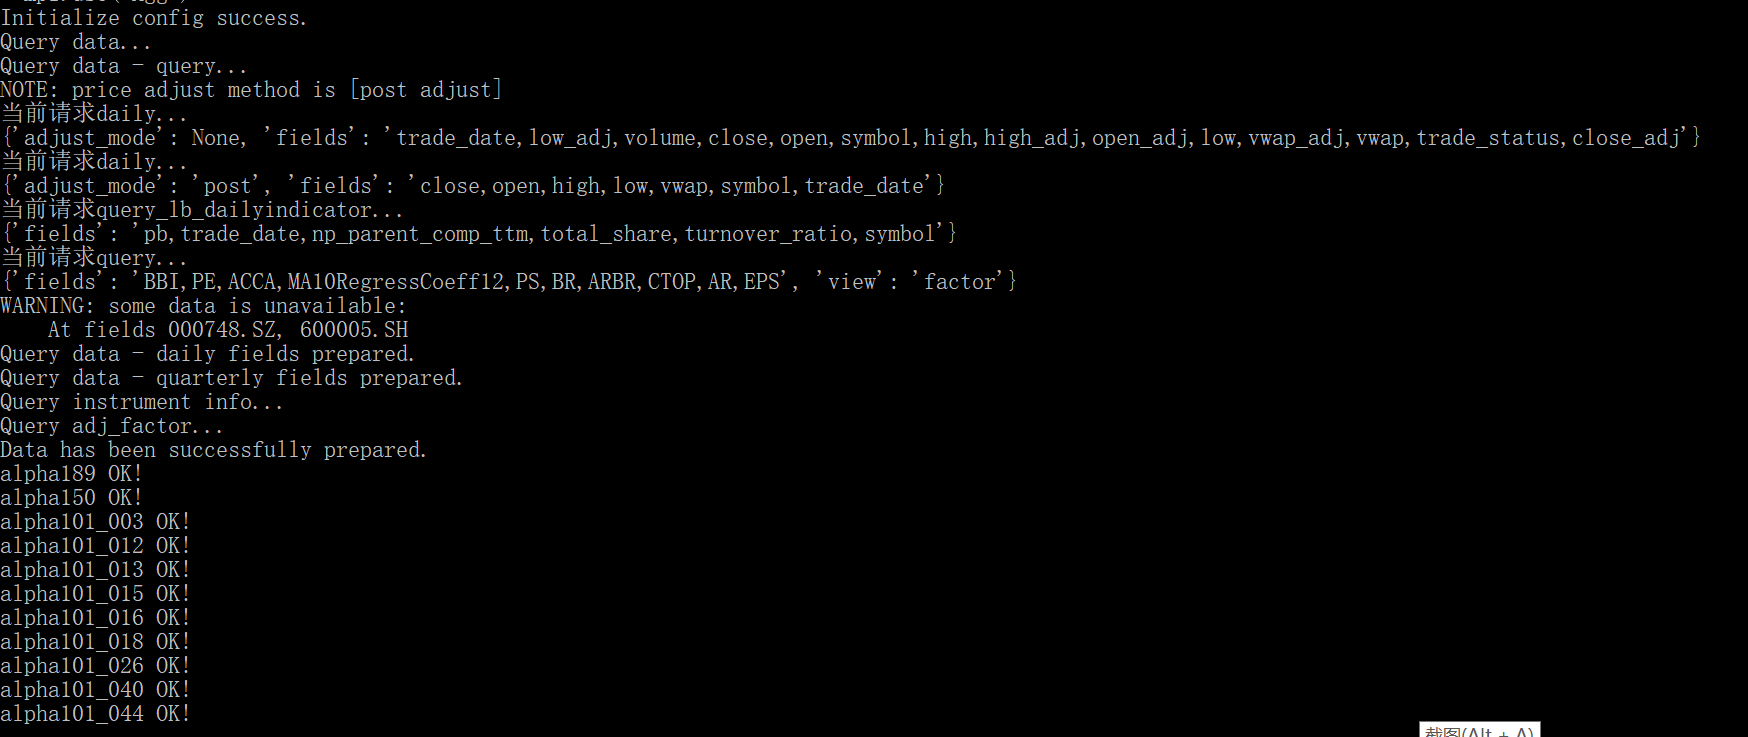 Initialize config success.
Query data...
Query data - query...
NOTE: price adjust method is [post adjust]
当前请求daily...
{'adjust_mode': None, 'fields': 'trade_date,low_adj,volume,close,open,symbol,high,high_adj,open_adj,low,vwap_adj,vwap,trade_status,close_adj'}
当前请求daily...
{'adjust_mode': 'post', 'fields': 'close,open,high,low,vwap,symbol,trade_date'}
当前请求query_lb_dailyindicator...
{'fields': 'pb,trade_date,np_parent_comp_ttm,total_share,turnover_ratio,symbol'}
当前请求query...
{'fields': 'BBI,PE,ACCA,MA10RegressCoeff12,PS,BR,ARBR,CTOP,AR,EPS', 'view': 'factor'}
WARNING: some data is unavailable:
    At fields 000748.SZ, 600005.SH
Query data - daily fields prepared.
Query data - quarterly fields prepared.
Query instrument info...
Query adj_factor...
Data has been successfully prepared.
alpha189 OK!
alpha150 OK!
alpha101_003 OK!
alpha101_012 OK!
alpha101_013 OK!
alpha101_015 OK!
alpha101_016 OK!
alpha101_018 OK!
alpha101_026 OK!
alpha101_040 OK!
alpha101_044 OK!
截图(Alt + A)